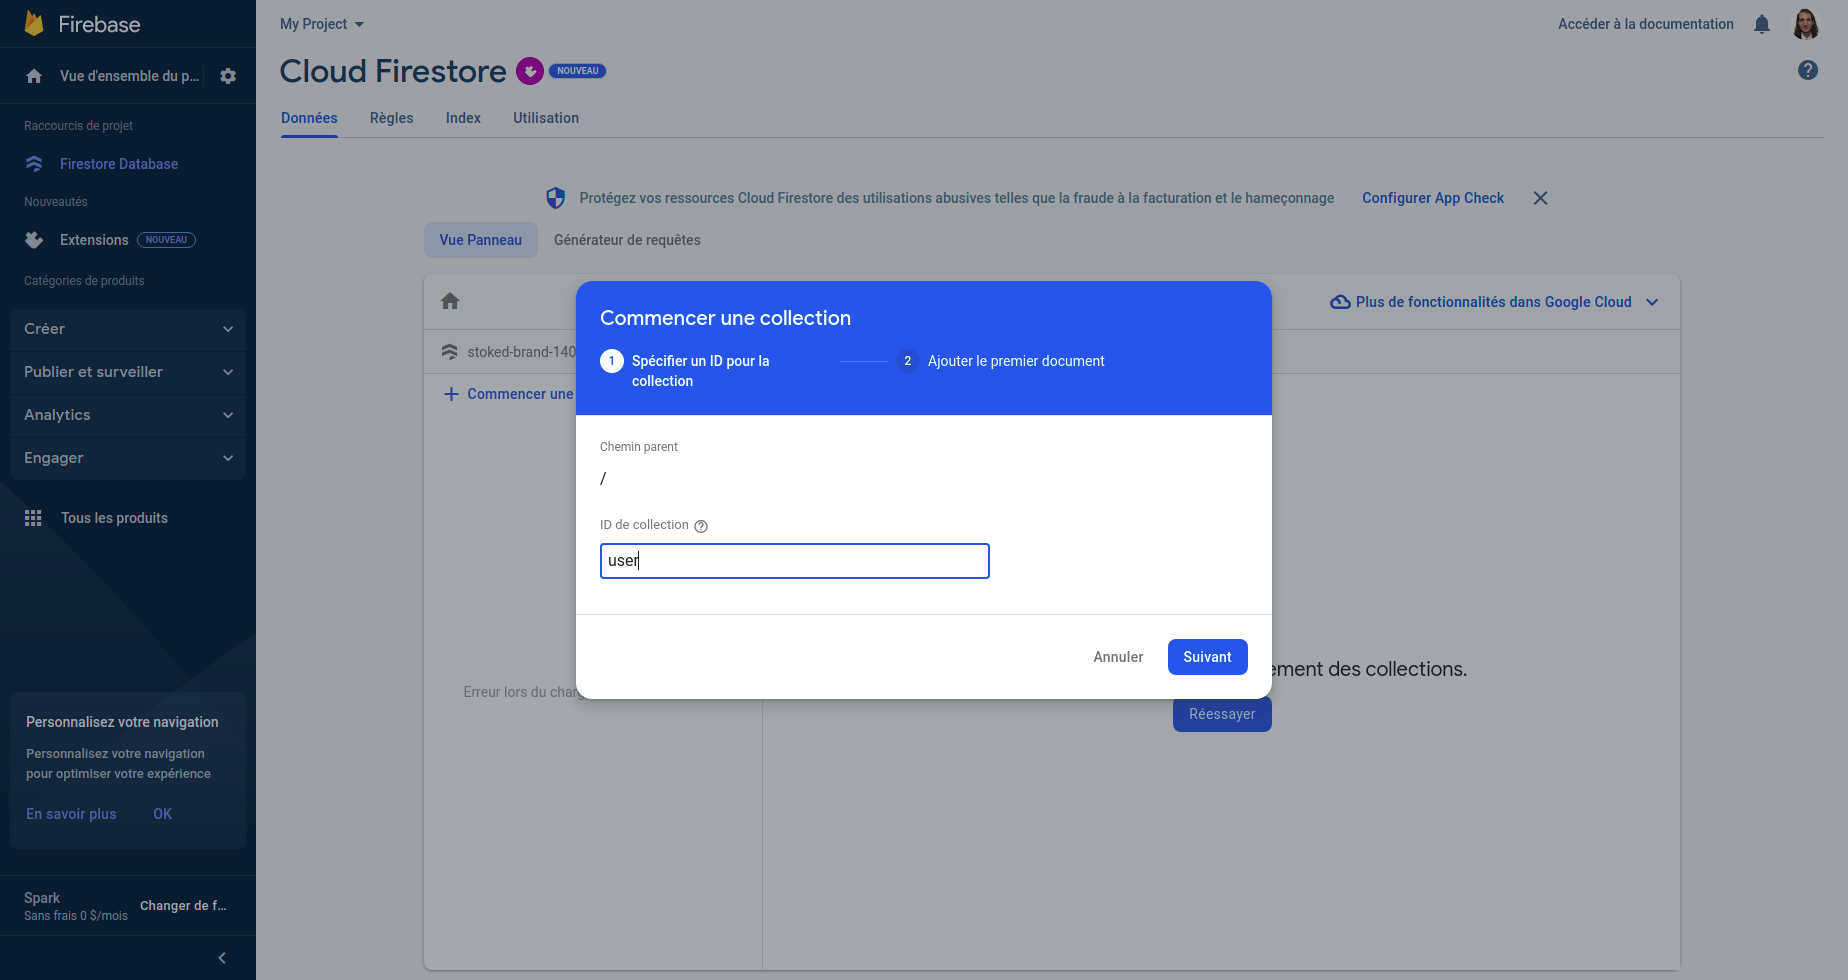 Firebase
Vue d'ensemble du p...
Raccourcis de projet
Firestore Database
Nouveautés
Extensions NOUVEAU
Catégories de produits
Créer
Publier et surveiller
Analytics
Engager
Tous les produits
Personnalisez votre navigation
Personnalisez votre navigation
pour optimiser votre expérience
En savoir plus OK
Spark
Sans frais 0 $/mois
Changer de f...
My Project
Accéder à la documentation
Cloud Firestore NOUVEAU
Données Règles Index Utilisation
Protégez vos ressources Cloud Firestore des utilisations abusives telles que la fraude à la facturation et le hameçonnage Configurer App Check
Vue Panneau Générateur de requêtes
Plus de fonctionnalités dans Google Cloud
stoked-brand-140
Commencer une
Erreur lors du charg
ement des collections.
Réessayer
Commencer une collection
1 Spécifier un ID pour la
collection
2 Ajouter le premier document
Chemin parent
/
ID de collection
user
Annuler Suivant